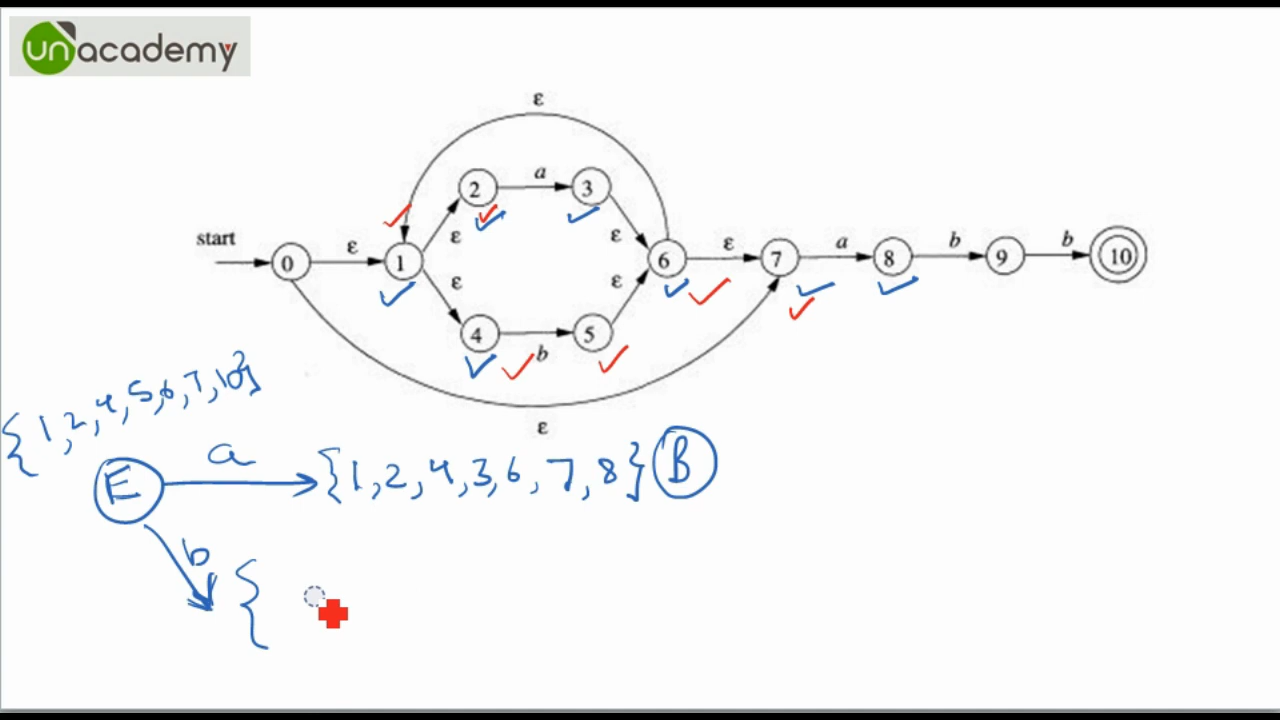 unacademy
ε
2 a 3
start ε 1 ε ε 6 ε 7 a 8 b 9 b 10
0
ε ε
4 b 5
ε
{1,2,4,5,6,7,10}
E a {1,2,4,3,6,7,8} B
b {